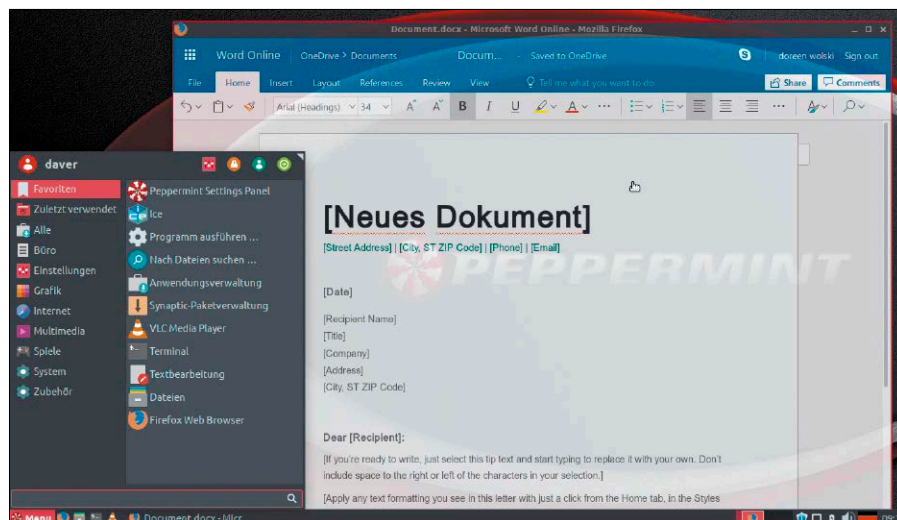 Document.docx - Microsoft Word Online - Mozilla Firefox
Word Online OneDrive > Documents Docum... - Saved to OneDrive doreen wolski Sign out
File Home Insert Layout References Review View Tell me what you want to do Share Comments
Arial (Headings) 34 A A B I U A ...
daver
Favoriten
Zuletzt verwendet
Alle
Büro
Einstellungen
Grafik
Internet
Multimedia
Spiele
System
Zubehör
Peppermint Settings Panel
Ice
Programm ausführen ...
Nach Dateien suchen ...
Anwendungsverwaltung
Synaptic-Paketverwaltung
VLC Media Player
Terminal
Textbearbeitung
Dateien
Firefox Web Browser
[Neues Dokument]
[Street Address] | [City, ST ZIP Code] | [Phone] | [Email]
PEPPERMINT
[Date]
[Recipient Name]
[Title]
[Company]
[Address]
[City, ST ZIP Code]
Dear [Recipient]:
[If you're ready to write, just select this tip text and start typing to replace it with your own. Don't
include space to the right or left of the characters in your selection.]
[Apply any text formatting you see in this letter with just a click from the Home tab, in the Styles
Menu Document.docx - Micr...